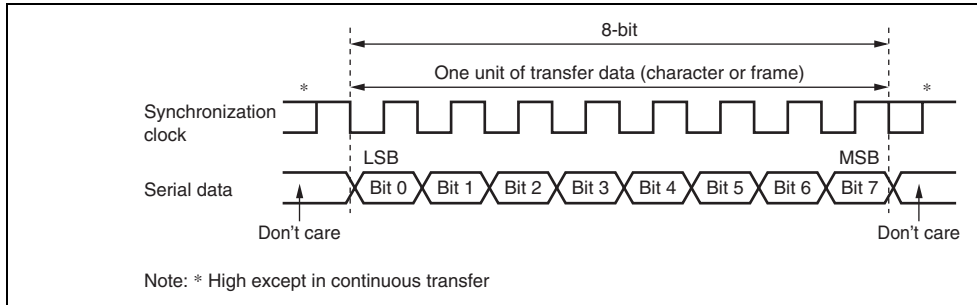 8-bit
One unit of transfer data (character or frame)
*
*
Synchronization
clock
LSB
MSB
Serial data
Bit 0 Bit 1 Bit 2 Bit 3 Bit 4 Bit 5 Bit 6 Bit 7
Don't care
Don't care
Note: * High except in continuous transfer